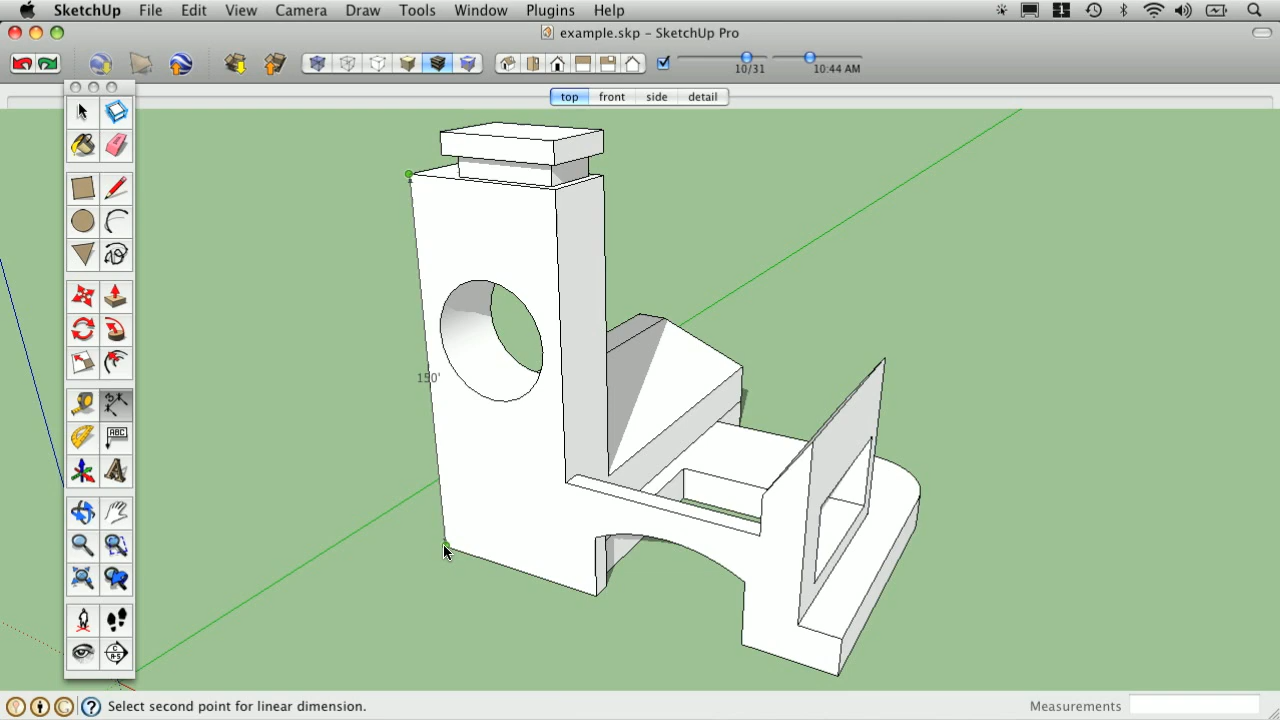 SketchUp File Edit View Camera Draw Tools Window Plugins Help
example.skp - SketchUp Pro
10/31 10:44 AM
top front side detail
ABC
150'
Select second point for linear dimension. Measurements